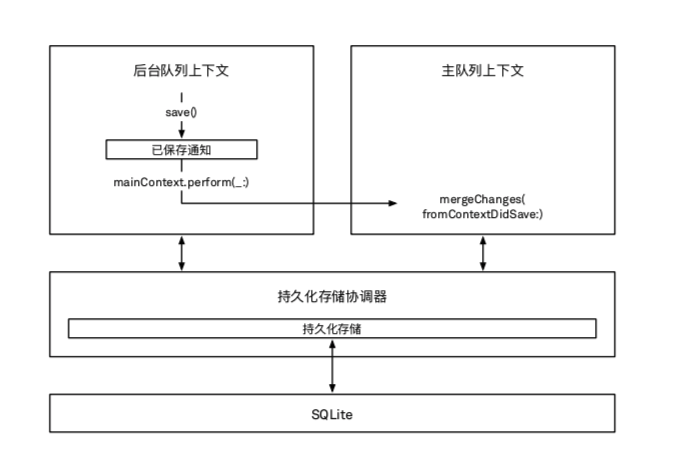 后台队列上下文
save()
已保存通知
mainContext.perform(_:)
主队列上下文
mergeChanges(
fromContextDidSave:)
持久化存储协调器
持久化存储
SQLite